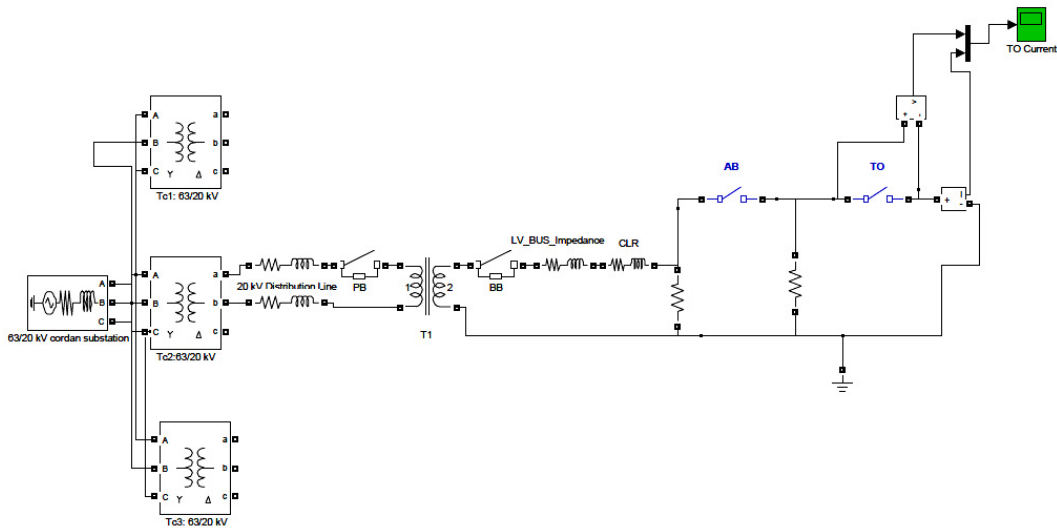 TO Current
V
+ -
A a
B b
C c
Y Δ
Tc1: 63/20 kV
AB
TO
I
+
-
LV_BUS_Impedance
CLR
A a
B b
C c
Y Δ
Tc2:63/20 kV
20 kV Distribution Line
PB
1 2
T1
BB
A
B
C
63/20 kV cordan substation
A a
B b
C c
Y Δ
Tc3: 63/20 kV